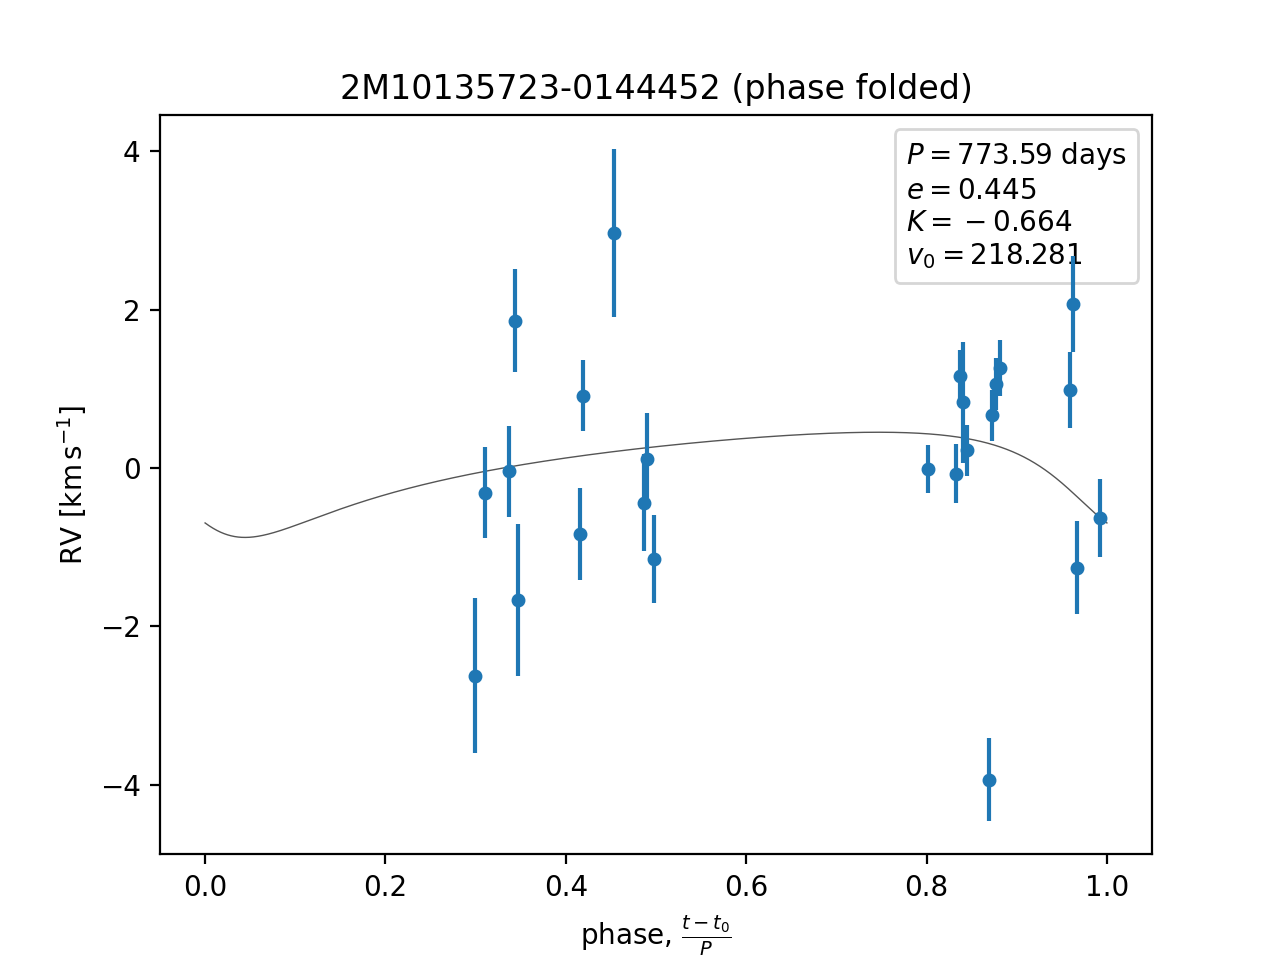 2M10135723-0144452 (phase folded)
P = 773.59 days
e = 0.445
K = −0.664
v₀ = 218.281
4
2
0
−2
−4
RV [km s⁻¹]
0.0 0.2 0.4 0.6 0.8 1.0
phase, (t − t₀)/P